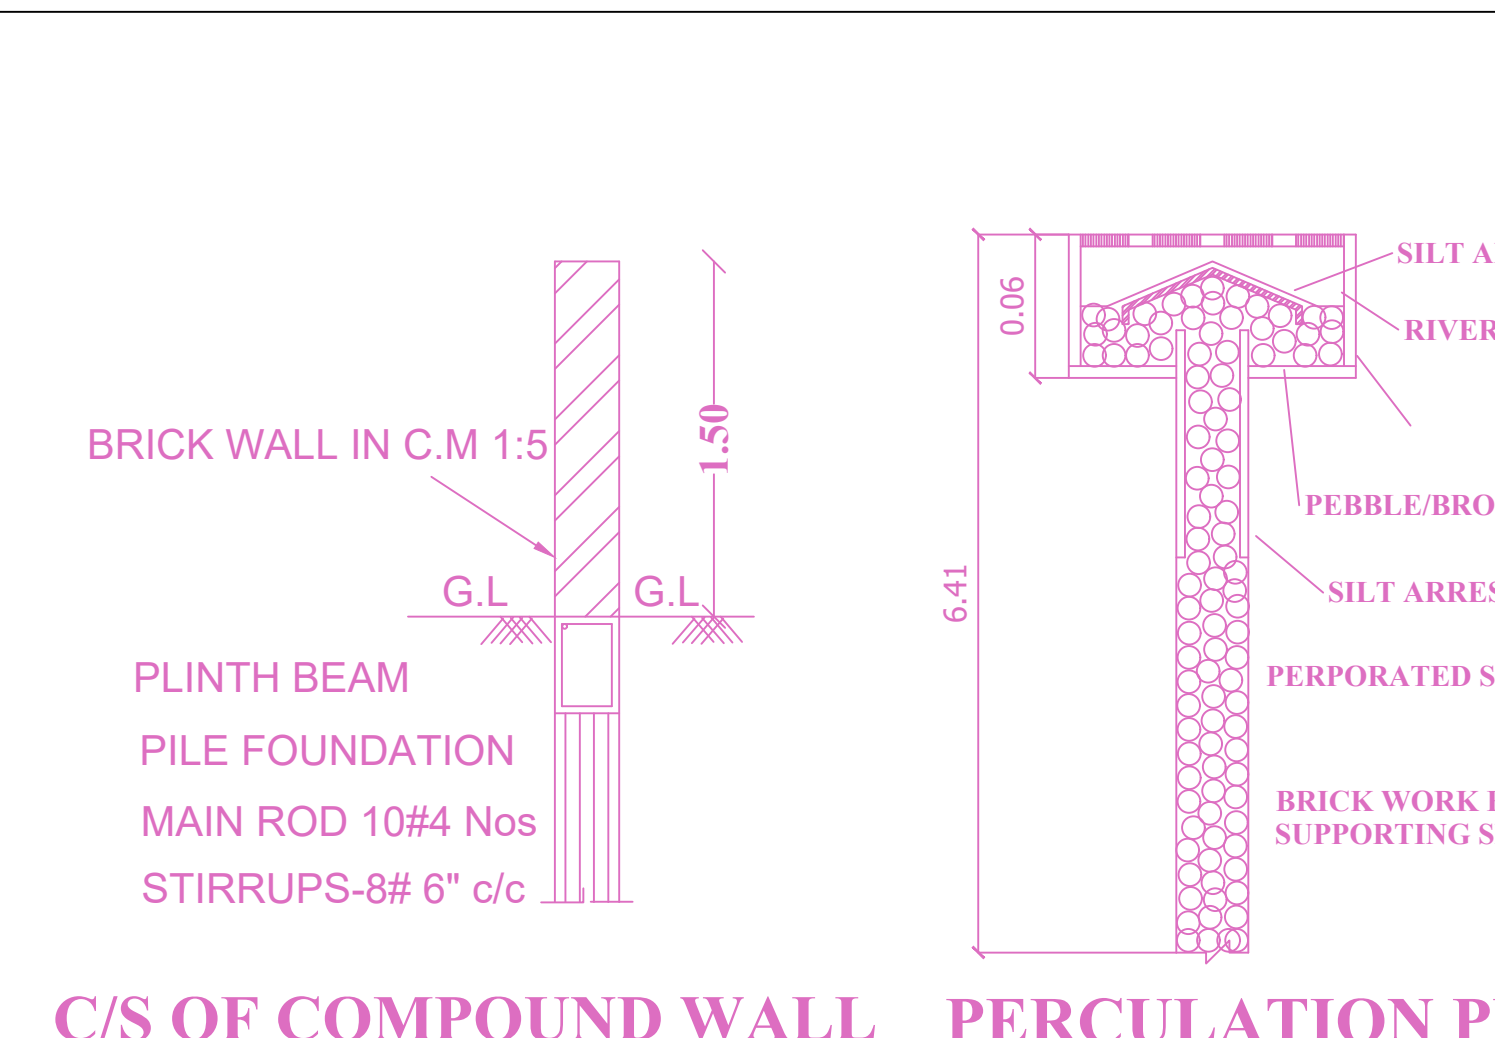 BRICK WALL IN C.M 1:5
1.50
G.L
G.L
PLINTH BEAM
PILE FOUNDATION
MAIN ROD 10#4 Nos
STIRRUPS-8# 6" c/c
C/S OF COMPOUND WALL
0.06
6.41
SILT A
RIVER
PEBBLE/BRO
SILT ARRES
PERPORATED S
BRICK WORK
SUPPORTING S
PERCULATION P